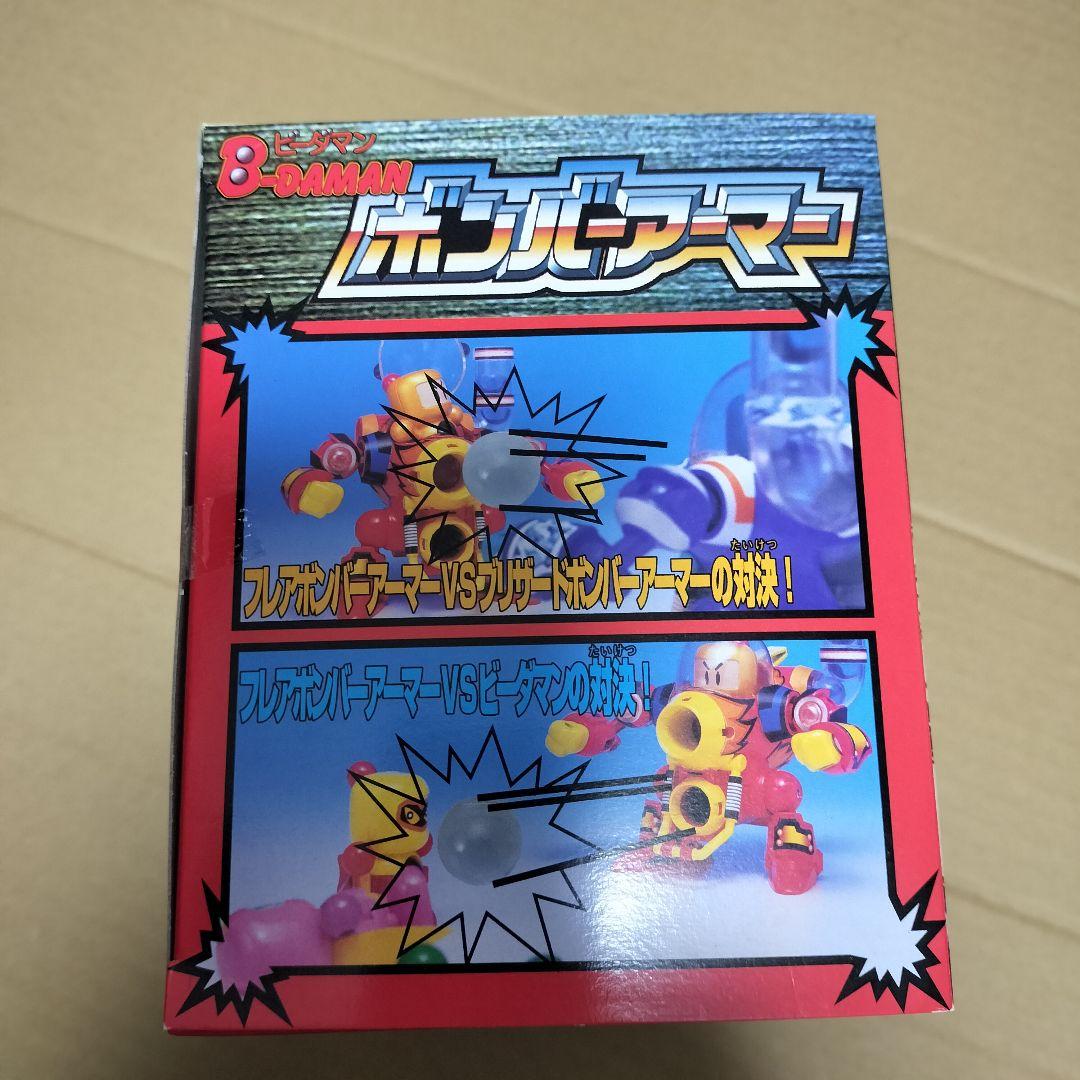 ビーダマン
B-DAMAN
ボンバーアーマー
たいけつ
フレアボンバーアーマーVSブリザードボンバーアーマーの対決!
たいけつ
フレアボンバーアーマーVSビーダマンの対決!